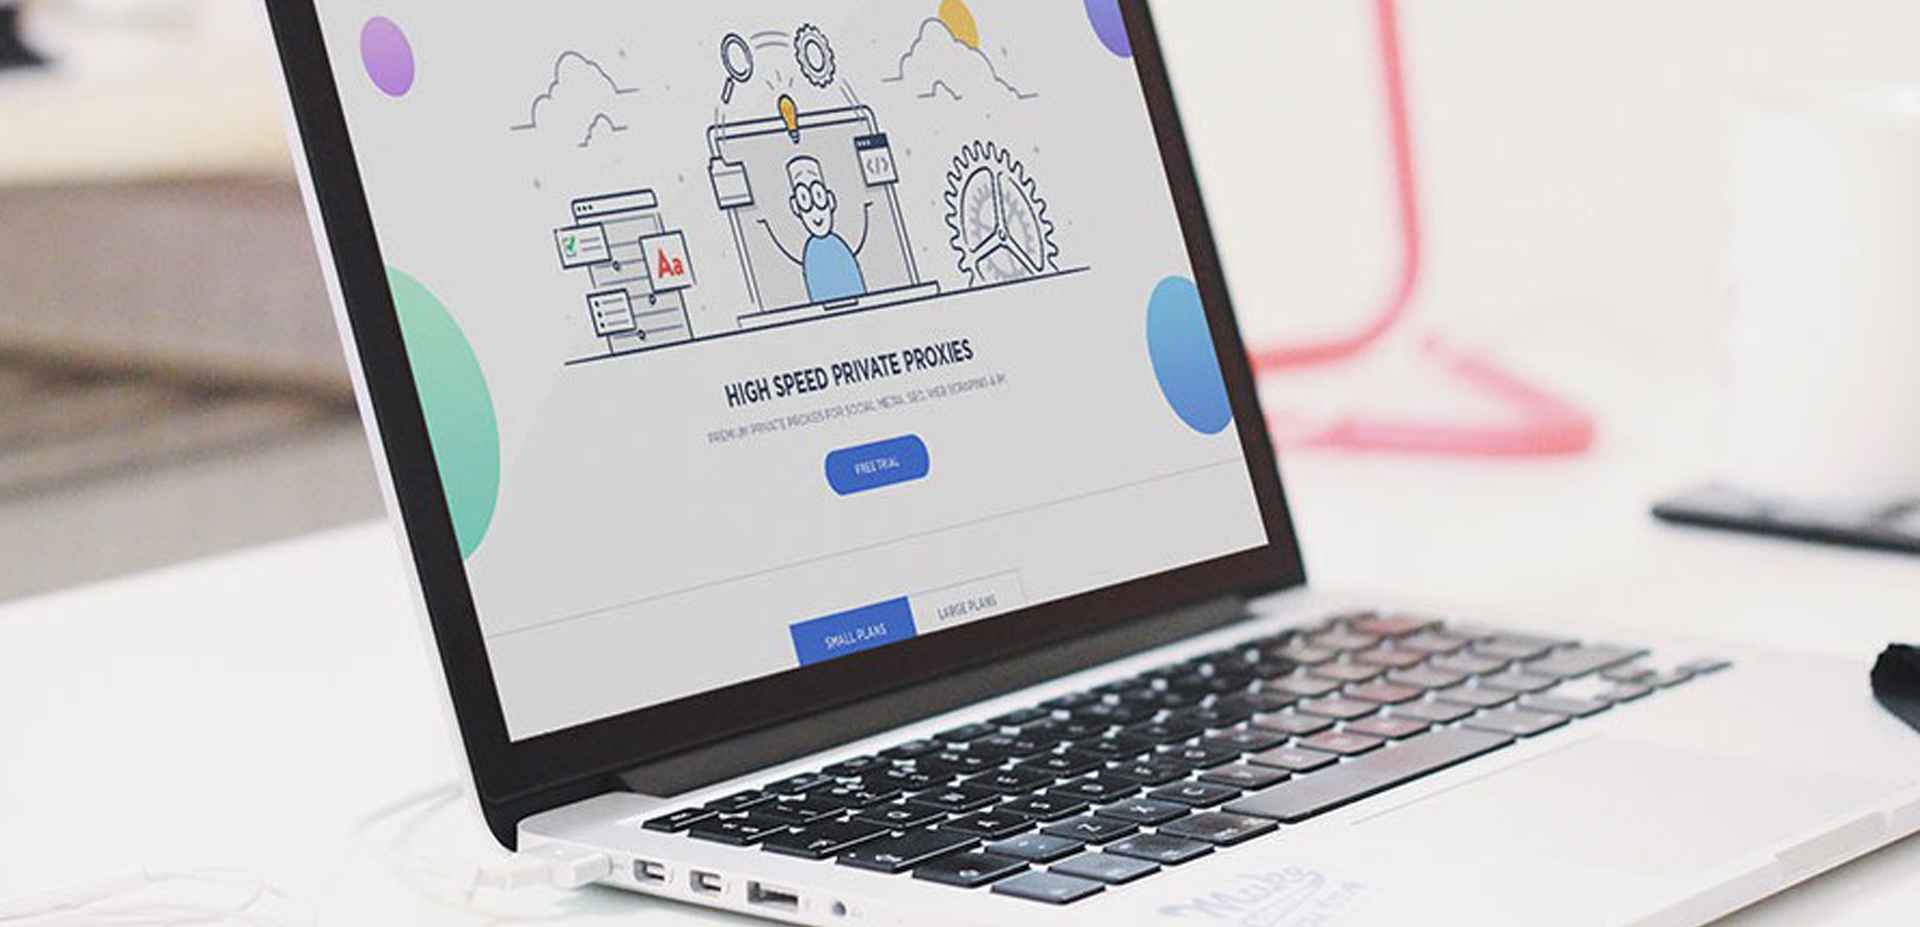 </>
Aa
HIGH SPEED PRIVATE PROXIES
PREMIUM PRIVATE PROXIES FOR SOCIAL MEDIA, SEO, WEB SCRAPING &
FREE TRIAL
SMALL PLANS
LARGE PLANS
A
S
Z
X
C